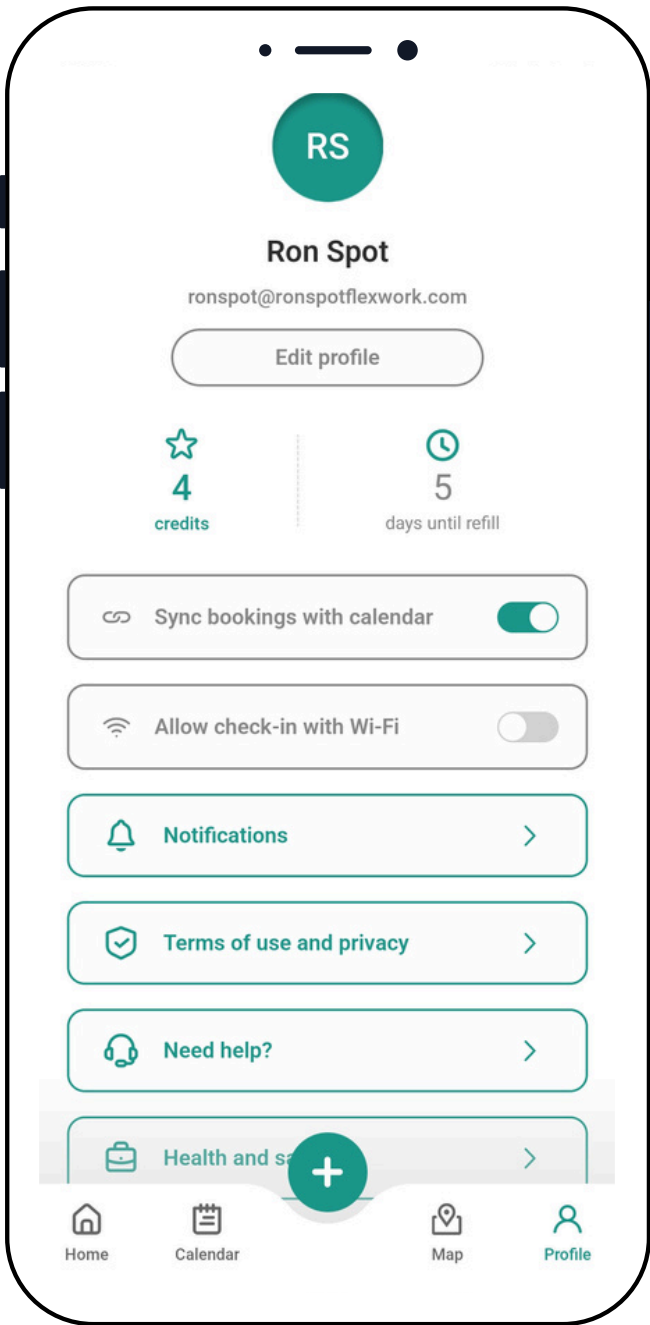 RS
Ron Spot
ronspot@ronspotflexwork.com
Edit profile
4
credits
5
days until refill
Sync bookings with calendar
Allow check-in with Wi-Fi
Notifications
Terms of use and privacy
Need help?
Health and
Home
Calendar
Map
Profile